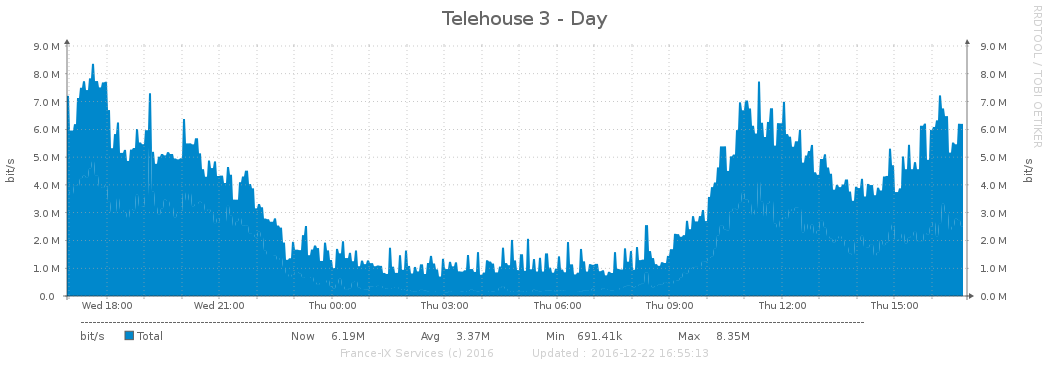 Telehouse 3 - Day
RRDTOOL / TOBI OETIKER
9.0 M 9.0 M
8.0 M 8.0 M
7.0 M 7.0 M
6.0 M 6.0 M
5.0 M 5.0 M
4.0 M 4.0 M
3.0 M 3.0 M
2.0 M 2.0 M
1.0 M 1.0 M
0.0 0.0 M
bit/s bit/s
Wed 18:00 Wed 21:00 Thu 00:00 Thu 03:00 Thu 06:00 Thu 09:00 Thu 12:00 Thu 15:00
bit/s Total Now 6.19M Avg 3.37M Min 691.41k Max 8.35M
France-IX Services (c) 2016 Updated : 2016-12-22 16:55:13